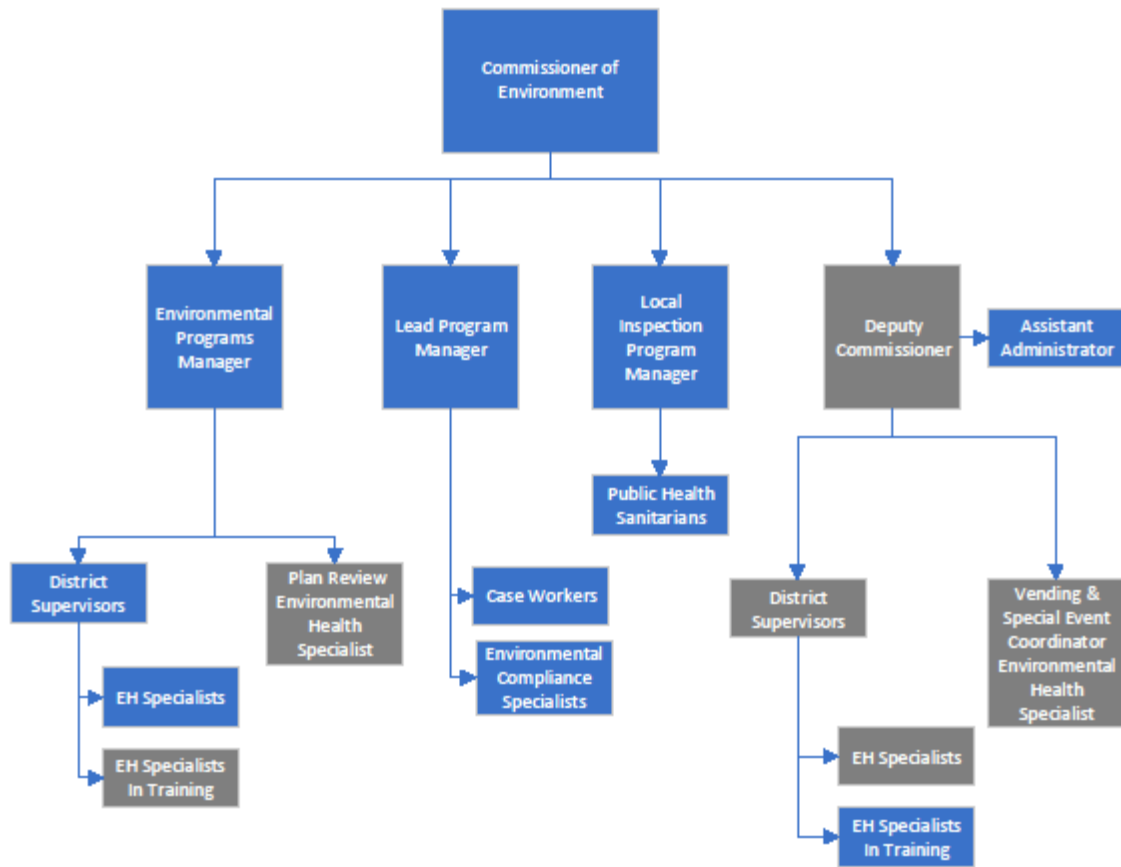 Commissioner of
Environment
Environmental
Programs
Manager
Lead Program
Manager
Local
Inspection
Program
Manager
Deputy
Commissioner
Assistant
Administrator
Public Health
Sanitarians
District
Supervisors
Plan Review
Environmental
Health
Specialist
Case Workers
Environmental
Compliance
Specialists
District
Supervisors
Vending &
Special Event
Coordinator
Environmental
Health
Specialist
EH Specialists
EH Specialists
In Training
EH Specialists
EH Specialists
In Training